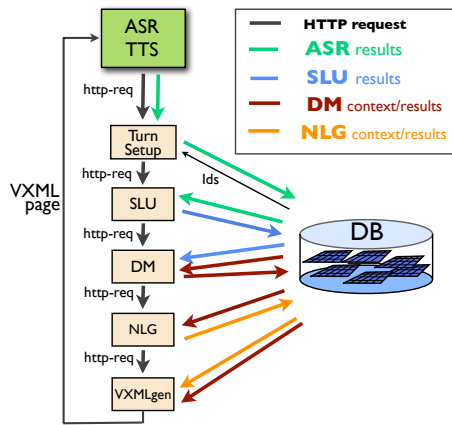 ASR
TTS
HTTP request
ASR results
SLU results
DM context/results
NLG context/results
http-req
Turn
Setup
Ids
http-req
VXML
page
SLU
http-req
DB
DM
http-req
NLG
http-req
VXMLgen